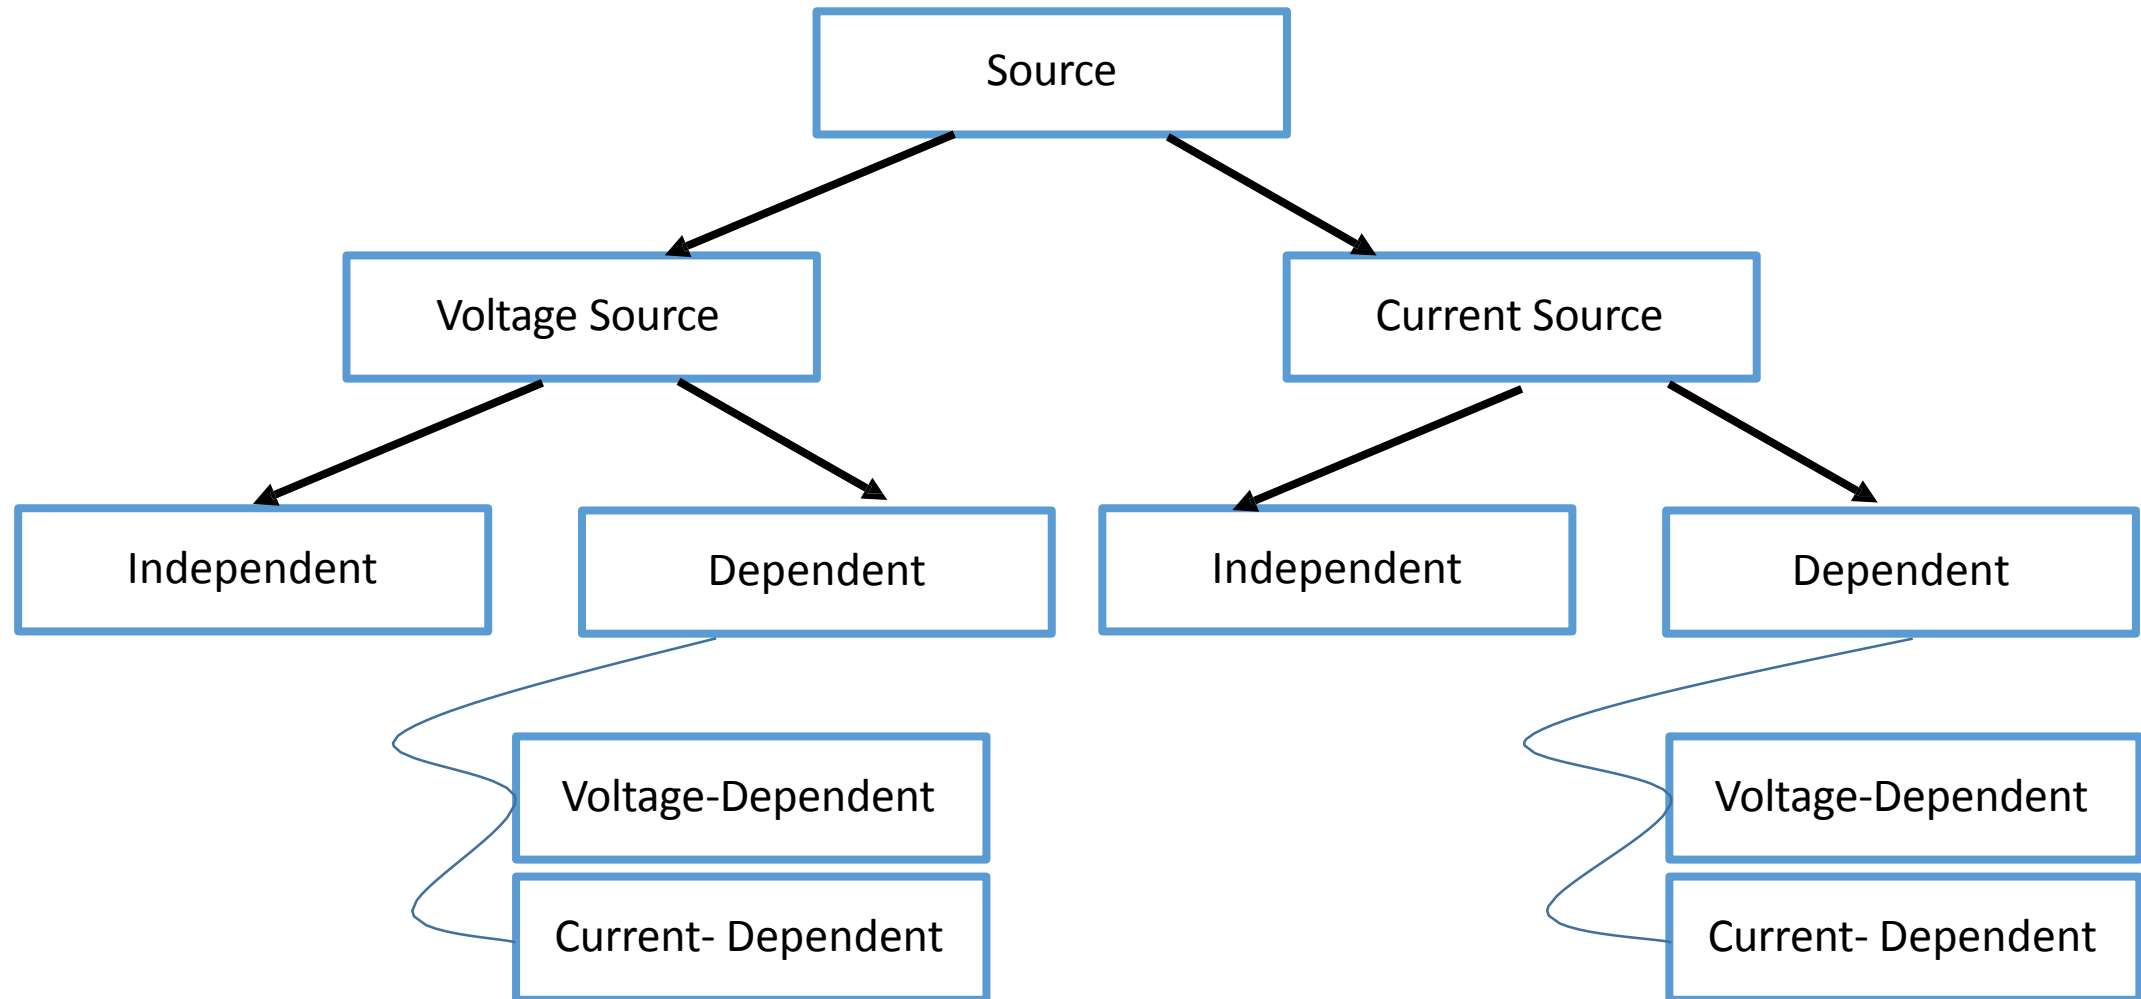 Source
Voltage Source
Current Source
Independent
Dependent
Independent
Dependent
Voltage-Dependent
Voltage-Dependent
Current- Dependent
Current- Dependent